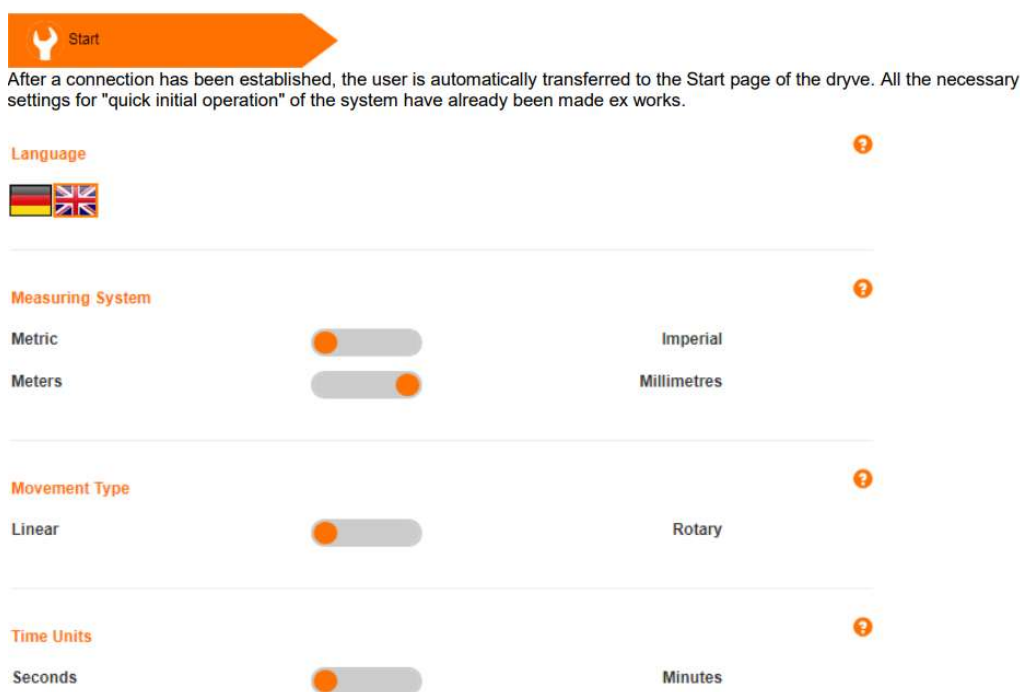 Start
After a connection has been established, the user is automatically transferred to the Start page of the dryve. All the necessary
settings for "quick initial operation" of the system have already been made ex works.
Language
?
Measuring System
?
Metric Imperial
Meters Millimetres
Movement Type
?
Linear Rotary
Time Units
?
Seconds Minutes